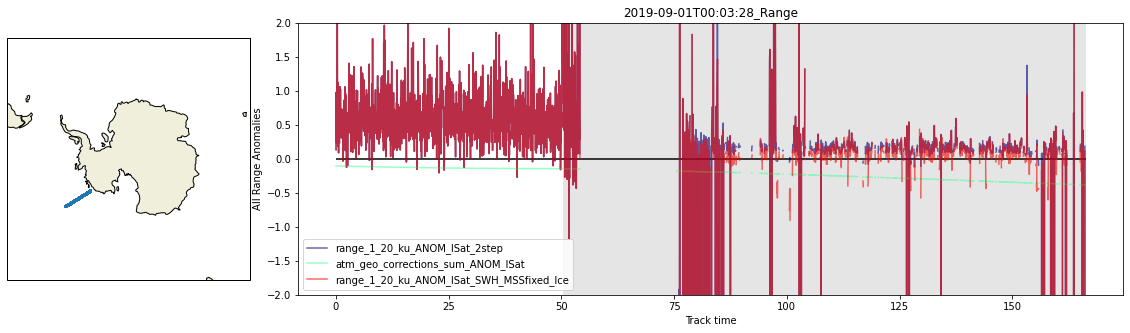 2019-09-01T00:03:28_Range
All Range Anomalies
2.0
1.5
1.0
0.5
0.0
−0.5
−1.0
−1.5
−2.0
range_1_20_ku_ANOM_ISat_2step
atm_geo_corrections_sum_ANOM_ISat
range_1_20_ku_ANOM_ISat_SWH_MSSfixed_Ice
0 25 50 75 100 125 150
Track time